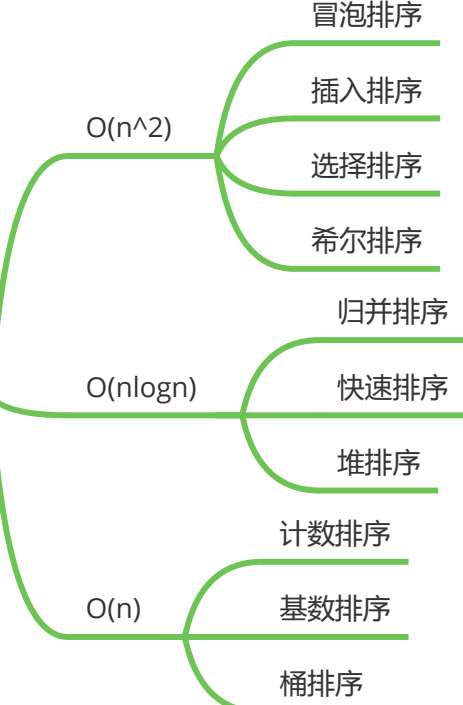 O(n^2)
冒泡排序
插入排序
选择排序
希尔排序
O(nlogn)
归并排序
快速排序
堆排序
O(n)
计数排序
基数排序
桶排序